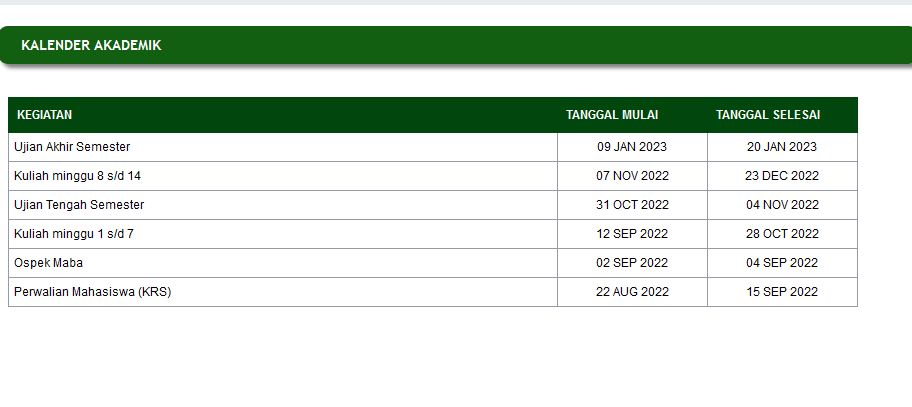 KALENDER AKADEMIK
KEGIATAN TANGGAL MULAI TANGGAL SELESAI
Ujian Akhir Semester 09 JAN 2023 20 JAN 2023
Kuliah minggu 8 s/d 14 07 NOV 2022 23 DEC 2022
Ujian Tengah Semester 31 OCT 2022 04 NOV 2022
Kuliah minggu 1 s/d 7 12 SEP 2022 28 OCT 2022
Ospek Maba 02 SEP 2022 04 SEP 2022
Perwalian Mahasiswa (KRS) 22 AUG 2022 15 SEP 2022